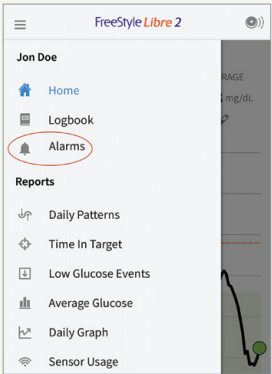 FreeStyle Libre 2
Jon Doe
Home
Logbook
Alarms
Reports
Daily Patterns
Time In Target
Low Glucose Events
Average Glucose
Daily Graph
Sensor Usage
RAGE
mg/dL